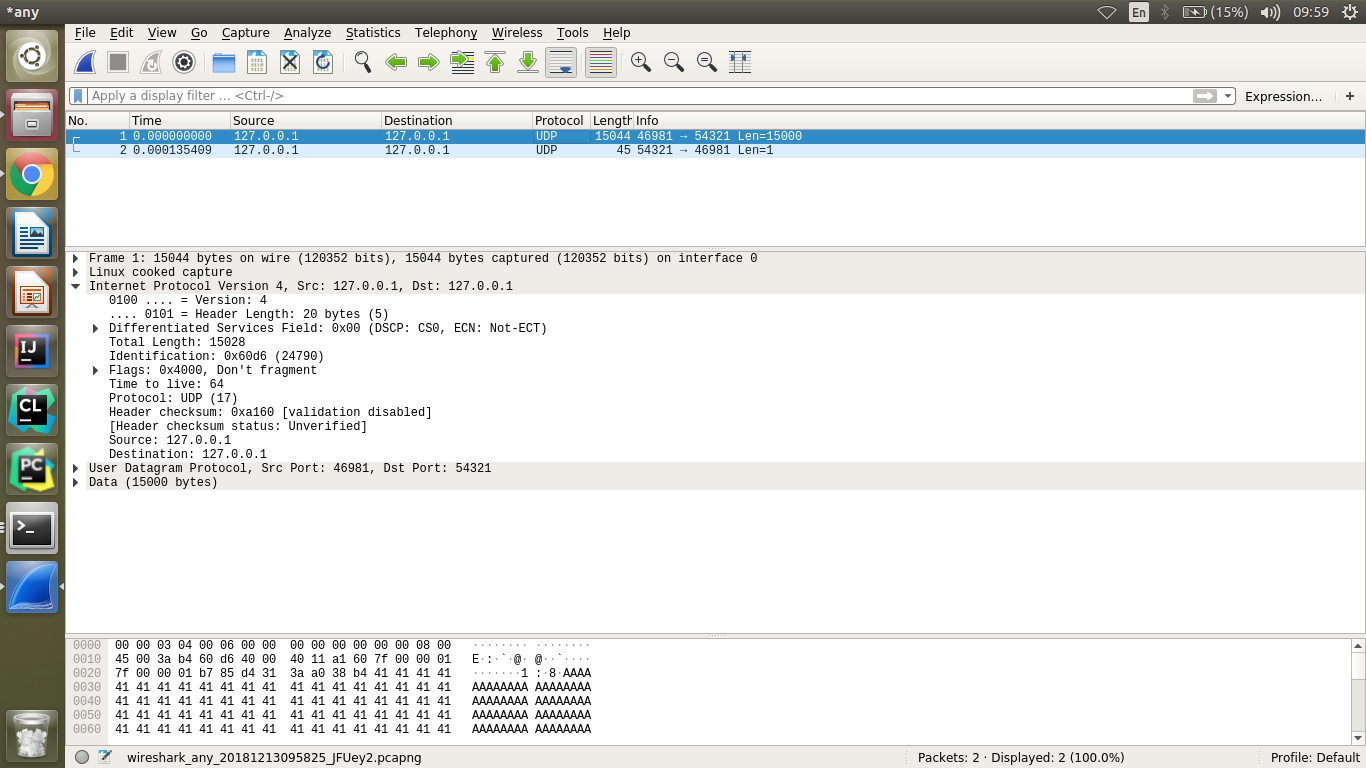 *any
En
(15%)
09:59
File Edit View Go Capture Analyze Statistics Telephony Wireless Tools Help
Apply a display filter ... <Ctrl-/>
Expression...
+
No. Time Source Destination Protocol Length Info
1 0.000000000 127.0.0.1 127.0.0.1 UDP 15044 46981 → 54321 Len=15000
2 0.000135409 127.0.0.1 127.0.0.1 UDP 45 54321 → 46981 Len=1
Frame 1: 15044 bytes on wire (120352 bits), 15044 bytes captured (120352 bits) on interface 0
Linux cooked capture
Internet Protocol Version 4, Src: 127.0.0.1, Dst: 127.0.0.1
0100 .... = Version: 4
.... 0101 = Header Length: 20 bytes (5)
Differentiated Services Field: 0x00 (DSCP: CS0, ECN: Not-ECT)
Total Length: 15028
Identification: 0x60d6 (24790)
Flags: 0x4000, Don't fragment
Time to live: 64
Protocol: UDP (17)
Header checksum: 0xa160 [validation disabled]
[Header checksum status: Unverified]
Source: 127.0.0.1
Destination: 127.0.0.1
User Datagram Protocol, Src Port: 46981, Dst Port: 54321
Data (15000 bytes)
IJ
CL
PC
>_
0000 00 00 03 04 00 06 00 00 00 00 00 00 00 00 08 00 ········ ········
0010 45 00 3a b4 60 d6 40 00 40 11 a1 60 7f 00 00 01 E·:·`·@· @··`····
0020 7f 00 00 01 b7 85 d4 31 3a a0 38 b4 41 41 41 41 ·······1 :·8·AAAA
0030 41 41 41 41 41 41 41 41 41 41 41 41 41 41 41 41 AAAAAAAA AAAAAAAA
0040 41 41 41 41 41 41 41 41 41 41 41 41 41 41 41 41 AAAAAAAA AAAAAAAA
0050 41 41 41 41 41 41 41 41 41 41 41 41 41 41 41 41 AAAAAAAA AAAAAAAA
0060 41 41 41 41 41 41 41 41 41 41 41 41 41 41 41 41 AAAAAAAA AAAAAAAA
wireshark_any_20181213095825_JFUey2.pcapng
Packets: 2 · Displayed: 2 (100.0%)
Profile: Default